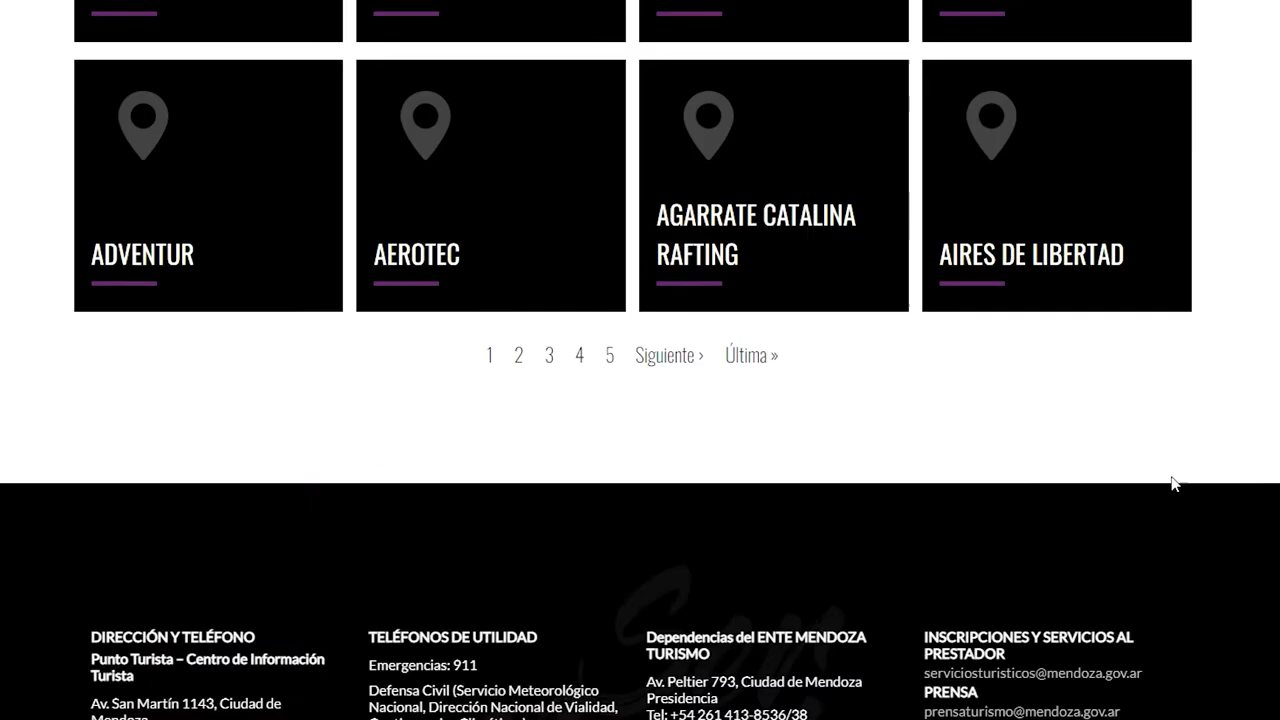 ADVENTUR
AEROTEC
AGARRATE CATALINA
RAFTING
AIRES DE LIBERTAD
1 2 3 4 5 Siguiente › Última »
DIRECCIÓN Y TELÉFONO
Punto Turista – Centro de Información
Turista
Av. San Martín 1143, Ciudad de
Mendoza
TELÉFONOS DE UTILIDAD
Emergencias: 911
Defensa Civil (Servicio Meteorológico
Nacional, Dirección Nacional de Vialidad,
Dependencias del ENTE MENDOZA
TURISMO
Av. Peltier 793, Ciudad de Mendoza
Presidencia
Tel: +54 261 413-8536/38
INSCRIPCIONES Y SERVICIOS AL
PRESTADOR
serviciosturisticos@mendoza.gov.ar
PRENSA
prensaturismo@mendoza.gov.ar